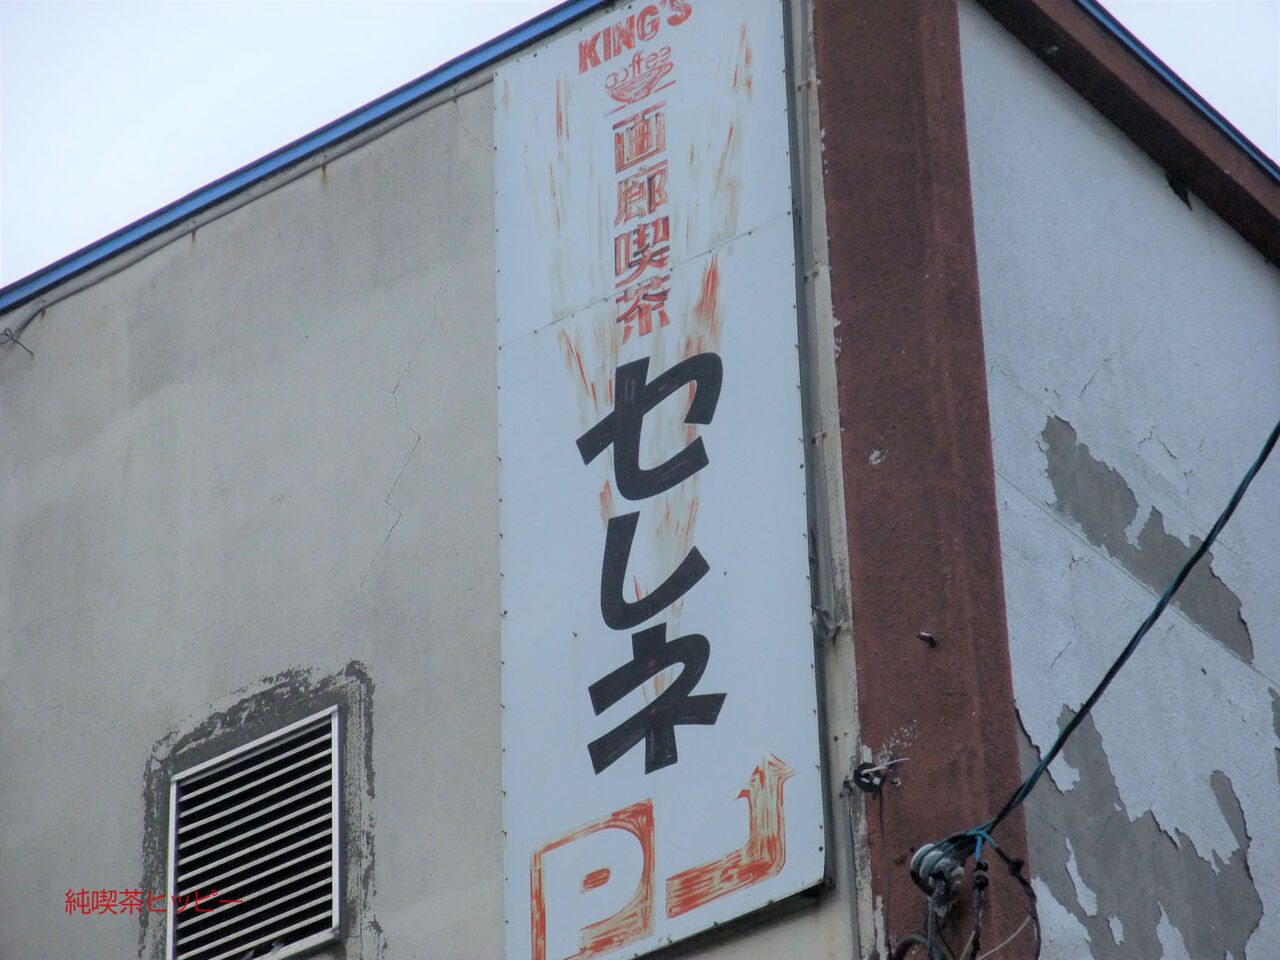 KING'S
coffee
画廊喫茶
セレネ
P
純喫茶ヒッピー